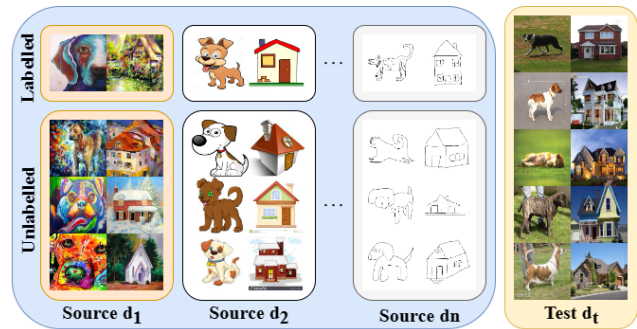 Labelled
Unlabelled
...
...
Source d1
Source d2
Source dn
Test dt